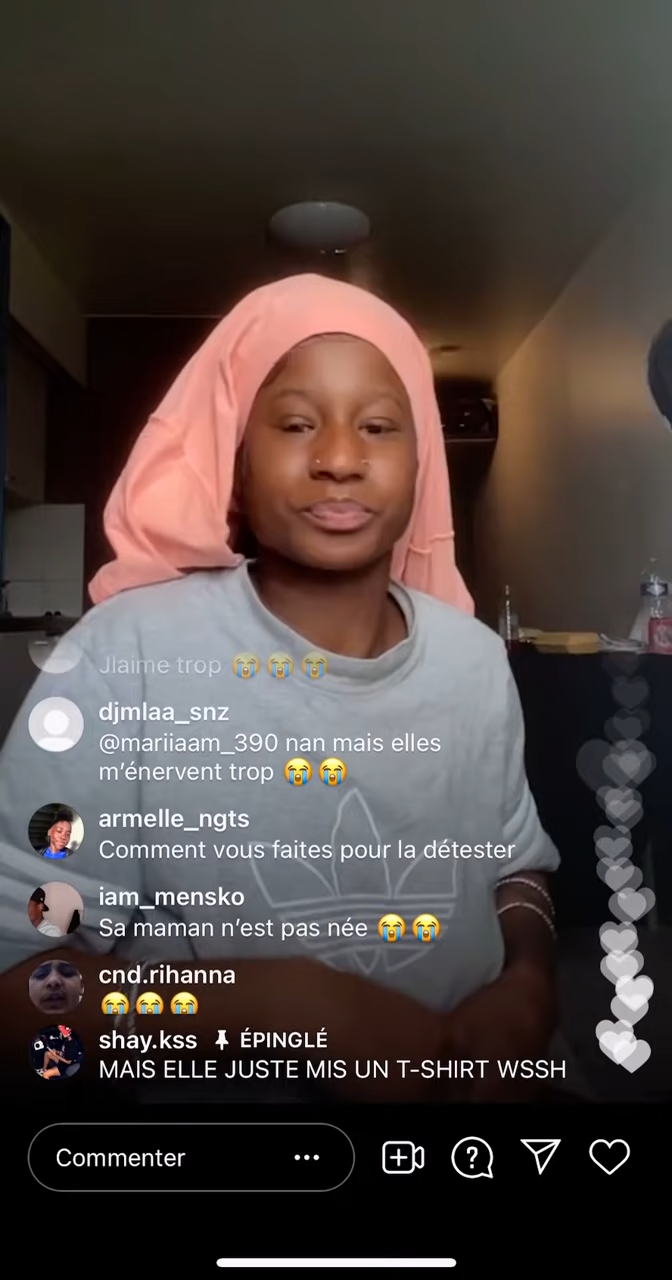 Jlaime trop 😭😭😭
djmlaa_snz
@mariiaam_390 nan mais elles
m'énervent trop 😭😭
armelle_ngts
Comment vous faites pour la détester
iam_mensko
Sa maman n'est pas née 😭😭
cnd.rihanna
😭😭😭
shay.kss 📌 ÉPINGLÉ
MAIS ELLE JUSTE MIS UN T-SHIRT WSSH
Commenter